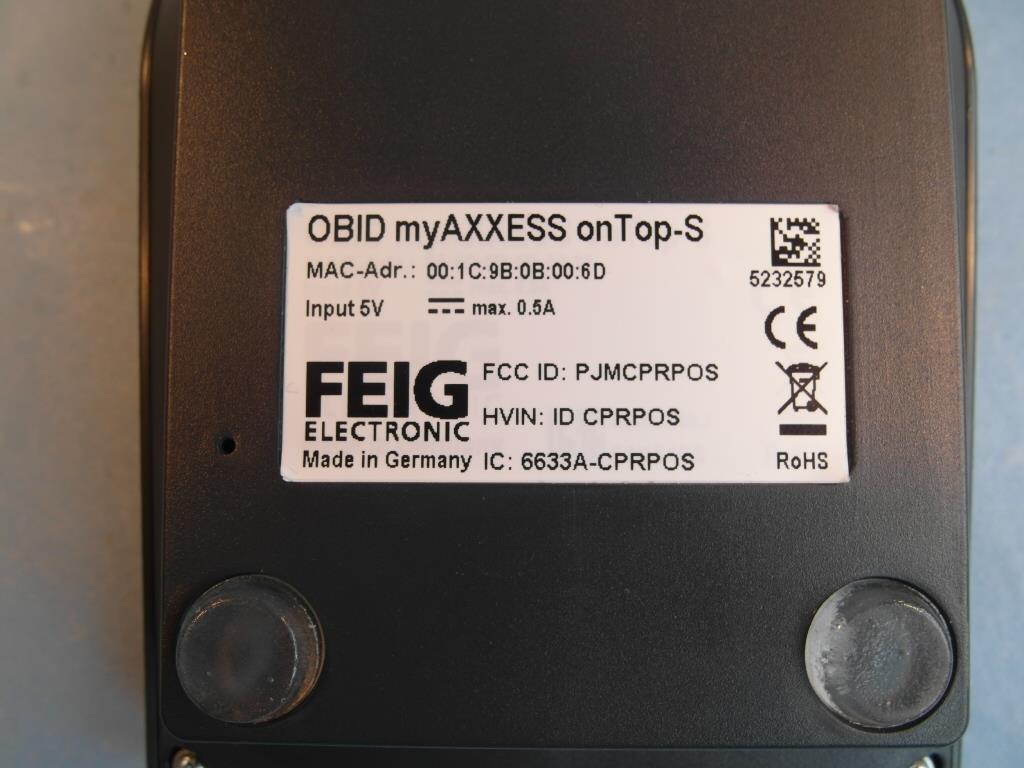 OBID myAXXESS onTop-S
MAC-Adr.: 00:1C:9B:0B:00:6D
5232579
Input 5V ⎓ max. 0.5A
CE
FEIG
ELECTRONIC
Made in Germany
FCC ID: PJMCPRPOS
HVIN: ID CPRPOS
IC: 6633A-CPRPOS
RoHS